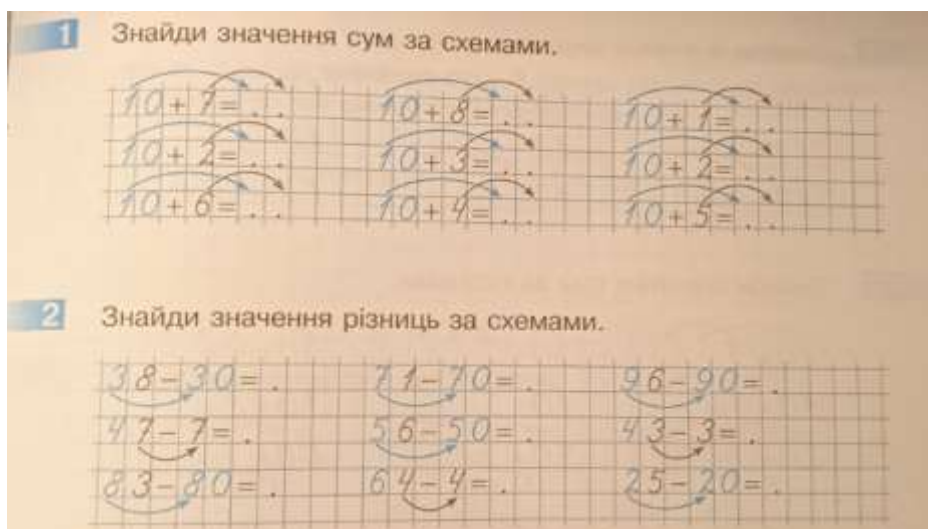 1 Знайди значення сум за схемами.
10+7=.. 10+8=.. 10+1=..
10+2=.. 10+3=.. 10+2=..
10+6=.. 10+4=.. 10+5=..
2 Знайди значення різниць за схемами.
38-30=. 71-70=. 96-90=.
47-7=. 56-50=. 43-3=.
83-80=. 64-4=. 25-20=.